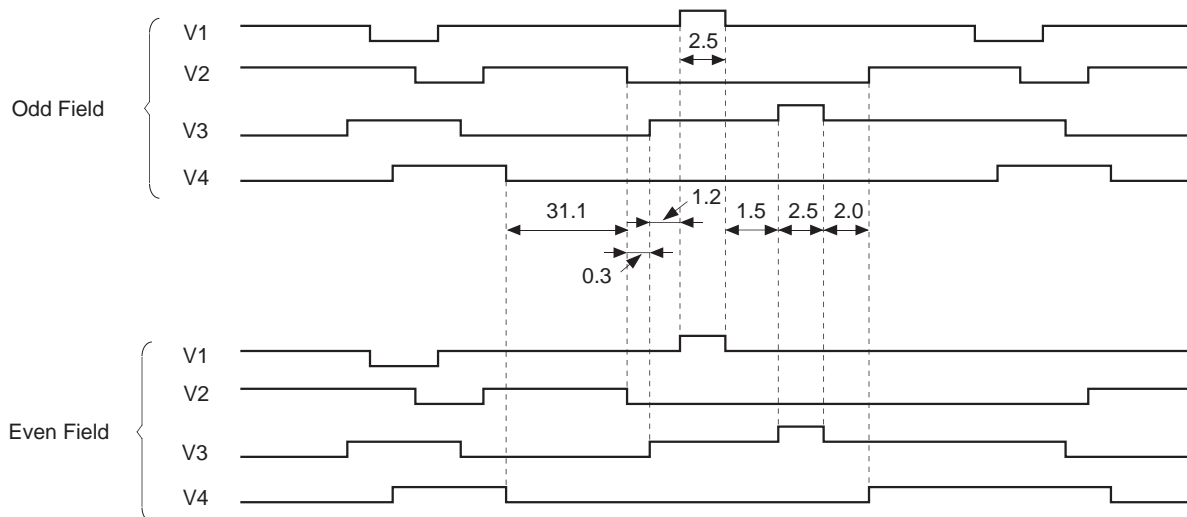 V1
2.5
V2
Odd Field
V3
V4
1.2
31.1
1.5
2.5
2.0
0.3
V1
V2
Even Field
V3
V4